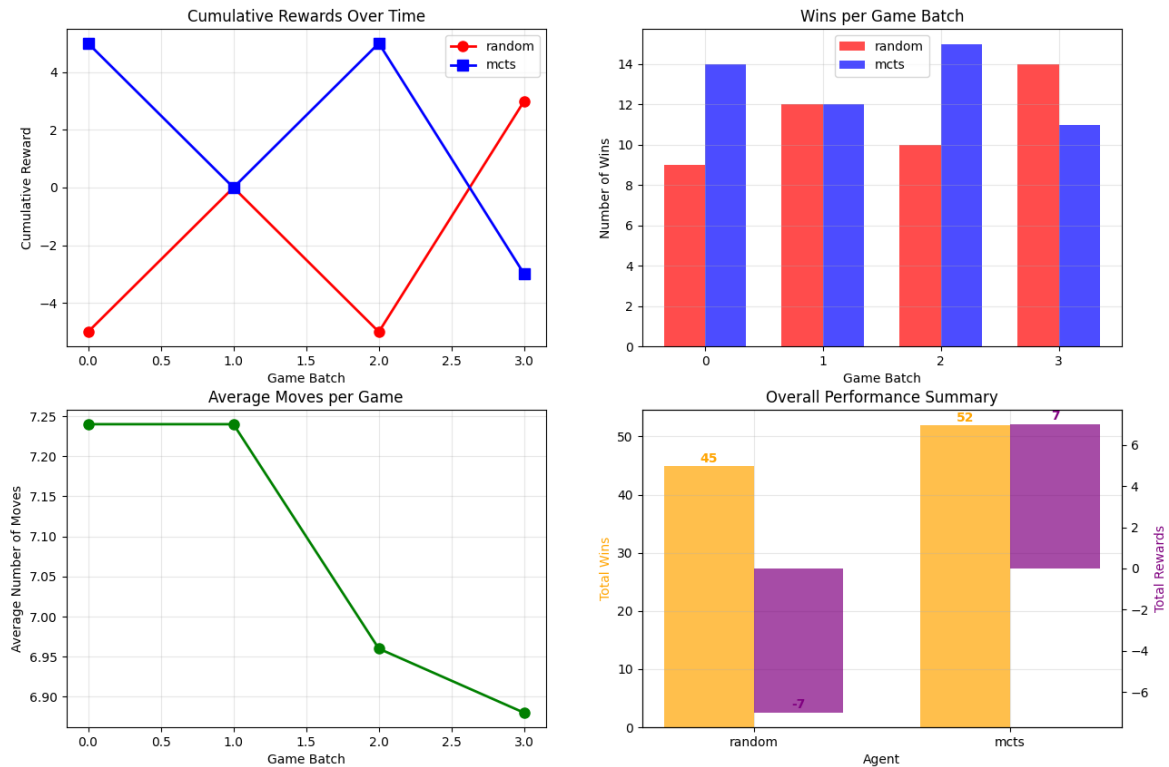 Cumulative Rewards Over Time
random
mcts
4
2
0
−2
−4
Cumulative Reward
0.0 0.5 1.0 1.5 2.0 2.5 3.0
Game Batch
Wins per Game Batch
random
mcts
14
12
10
8
6
4
2
0
Number of Wins
0 1 2 3
Game Batch
Average Moves per Game
7.25
7.20
7.15
7.10
7.05
7.00
6.95
6.90
Average Number of Moves
0.0 0.5 1.0 1.5 2.0 2.5 3.0
Game Batch
Overall Performance Summary
50
40
30
20
10
0
Total Wins
45
-7
52
7
6
4
2
0
−2
−4
−6
Total Rewards
random mcts
Agent